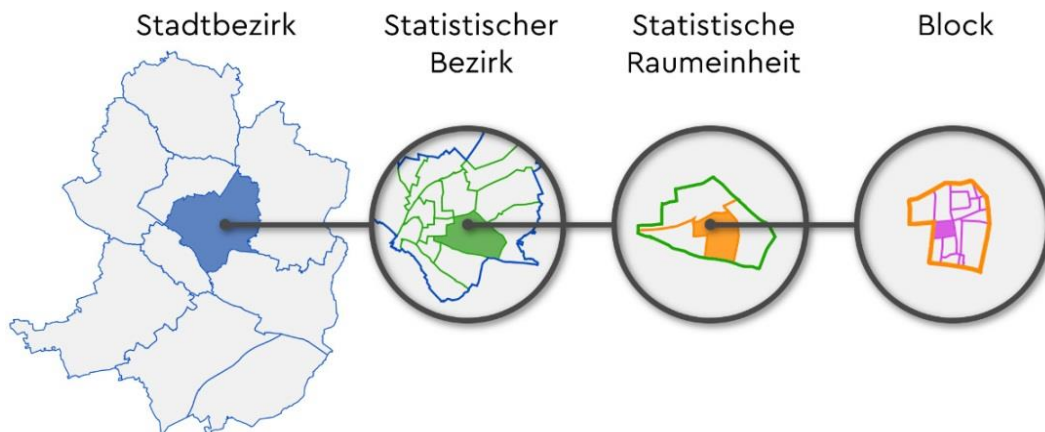 Stadtbezirk
Statistischer
Bezirk
Statistische
Raumeinheit
Block